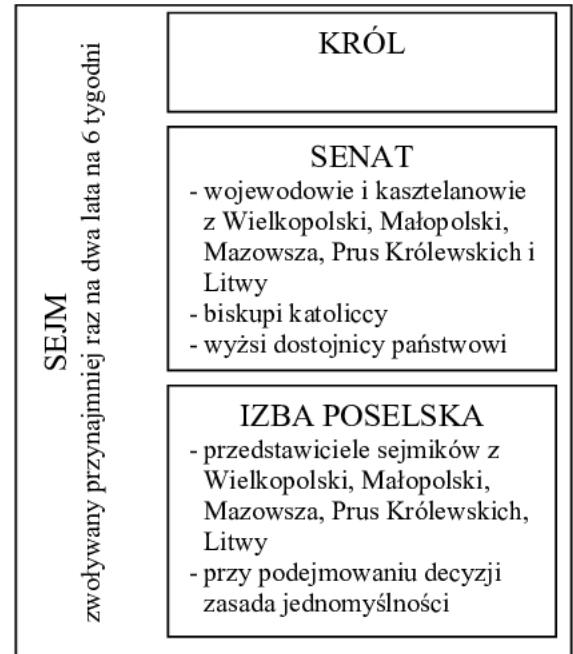 SEJM
zwoływany przynajmniej raz na dwa lata na 6 tygodni
KRÓL
SENAT
- wojewodowie i kasztelanowie
z Wielkopolski, Małopolski,
Mazowsza, Prus Królewskich i
Litwy
- biskupi katoliccy
- wyżsi dostojnicy państwowi
IZBA POSELSKA
- przedstawiciele sejmików z
Wielkopolski, Małopolski,
Mazowsza, Prus Królewskich,
Litwy
- przy podejmowaniu decyzji
zasada jednomyślności